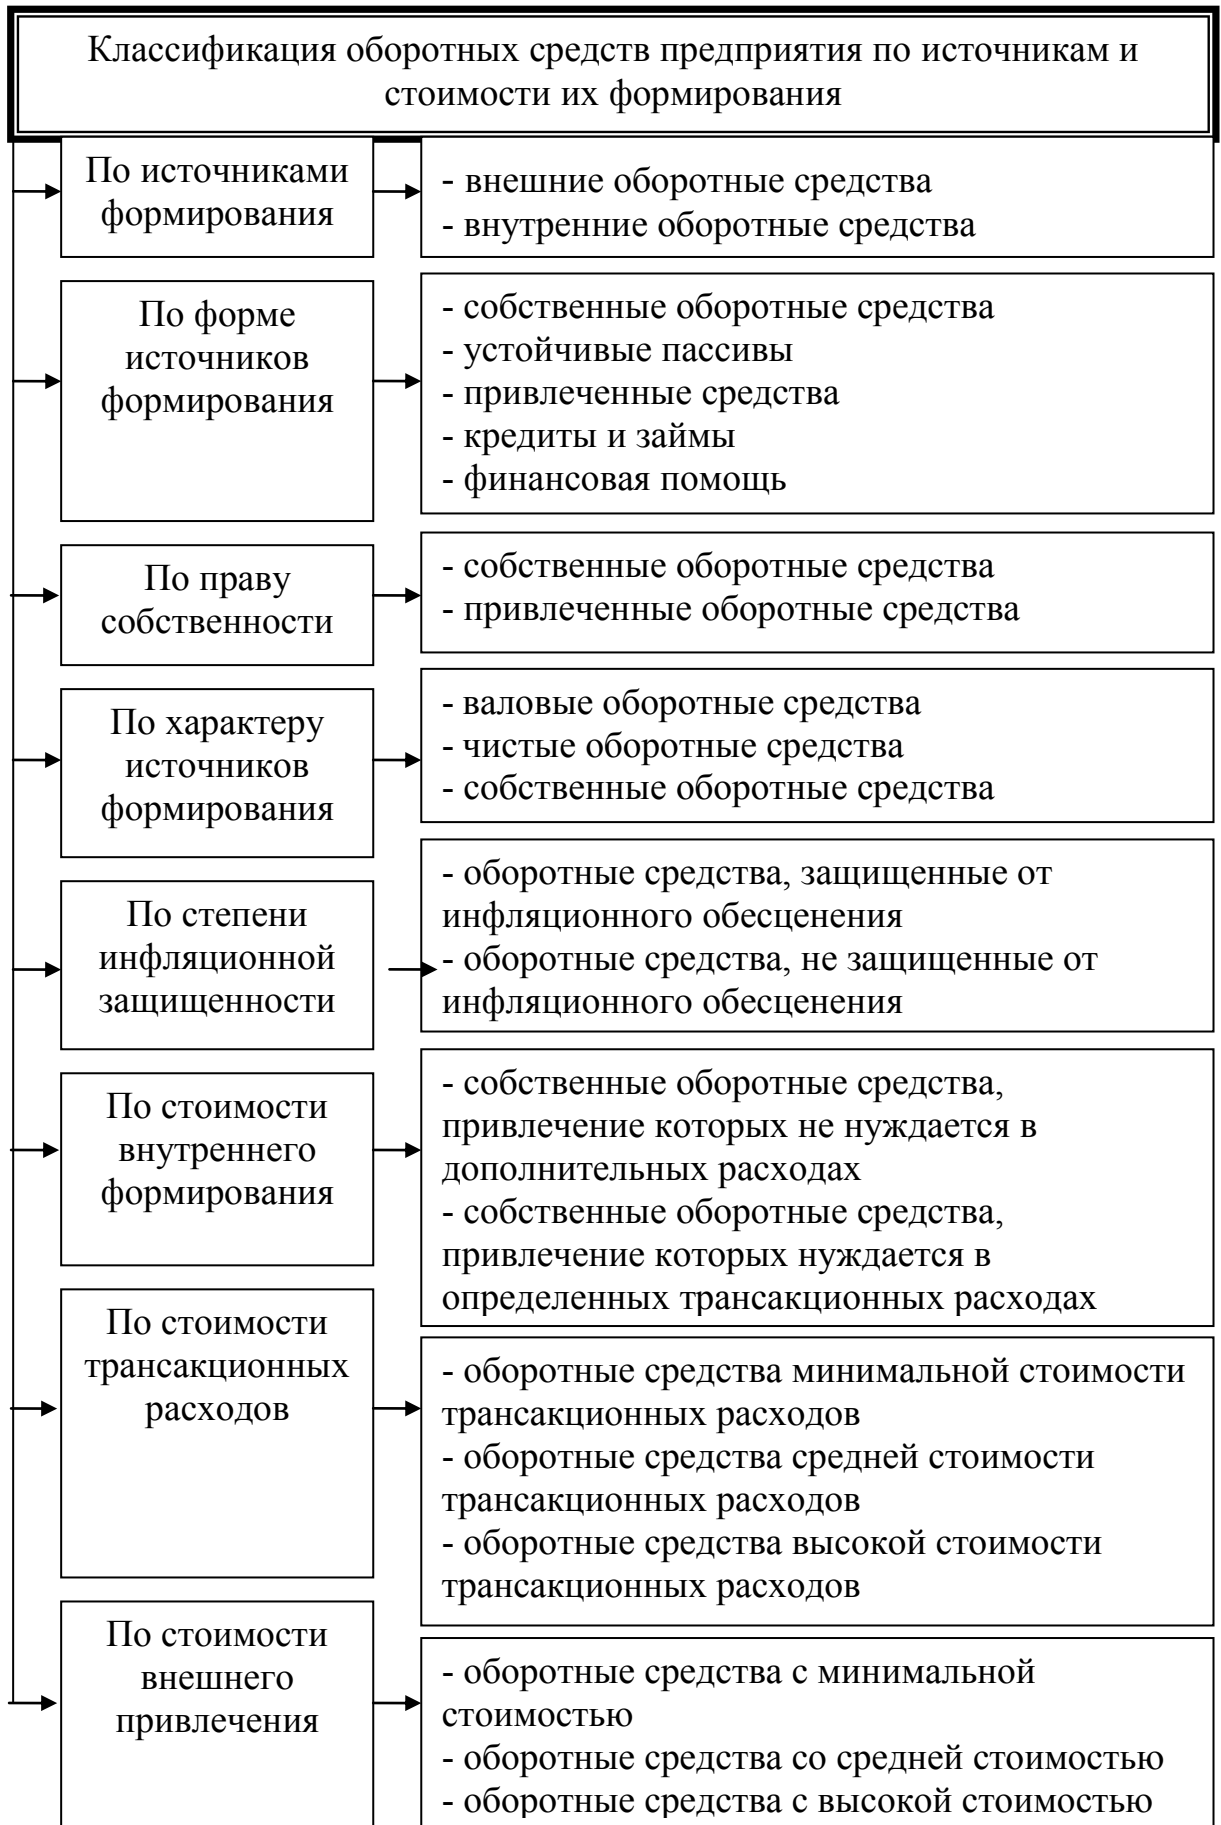 Классификация оборотных средств предприятия по источникам и
стоимости их формирования
По источниками
формирования
- внешние оборотные средства
- внутренние оборотные средства
По форме
источников
формирования
- собственные оборотные средства
- устойчивые пассивы
- привлеченные средства
- кредиты и займы
- финансовая помощь
По праву
собственности
- собственные оборотные средства
- привлеченные оборотные средства
По характеру
источников
формирования
- валовые оборотные средства
- чистые оборотные средства
- собственные оборотные средства
По степени
инфляционной
защищенности
- оборотные средства, защищенные от
инфляционного обесценения
- оборотные средства, не защищенные от
инфляционного обесценения
По стоимости
внутреннего
формирования
- собственные оборотные средства,
привлечение которых не нуждается в
дополнительных расходах
- собственные оборотные средства,
привлечение которых нуждается в
определенных трансакционных расходах
По стоимости
трансакционных
расходов
- оборотные средства минимальной стоимости
трансакционных расходов
- оборотные средства средней стоимости
трансакционных расходов
- оборотные средства высокой стоимости
трансакционных расходов
По стоимости
внешнего
привлечения
- оборотные средства с минимальной
стоимостью
- оборотные средства со средней стоимостью
- оборотные средства с высокой стоимостью